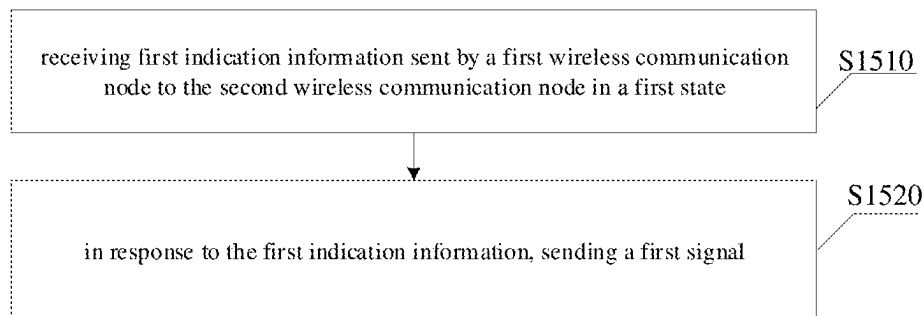 receiving first indication information sent by a first wireless communication
node to the second wireless communication node in a first state
S1510
in response to the first indication information, sending a first signal
S1520